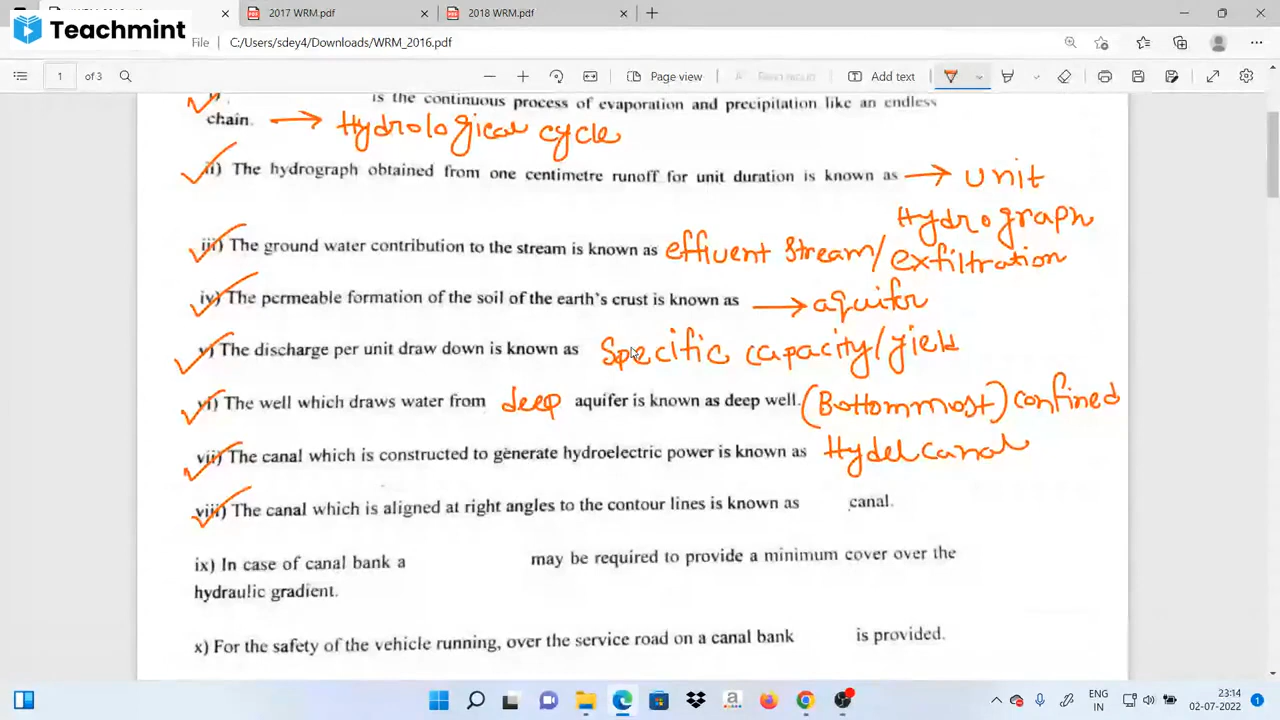 2017 WRM.pdf
2018 WRM.pdf
Teachmint
File C:/Users/sdey4/Downloads/WRM_2016.pdf
1 of 3 Page view Read aloud Add text
is the continuous process of evaporation and precipitation like an endless
chain. → Hydrological cycle
ii) The hydrograph obtained from one centimetre runoff for unit duration is known as → unit
Hydrograph
iii) The ground water contribution to the stream is known as effluent stream/exfiltration
iv) The permeable formation of the soil of the earth's crust is known as → aquifer
v) The discharge per unit draw down is known as Specific capacity/yield
vi) The well which draws water from deep aquifer is known as deep well. (Bottommost) confined
vii) The canal which is constructed to generate hydroelectric power is known as Hydel canal
viii) The canal which is aligned at right angles to the contour lines is known as canal.
ix) In case of canal bank a may be required to provide a minimum cover over the
hydraulic gradient.
x) For the safety of the vehicle running, over the service road on a canal bank is provided.
ENG
IN
23:14
02-07-2022
1